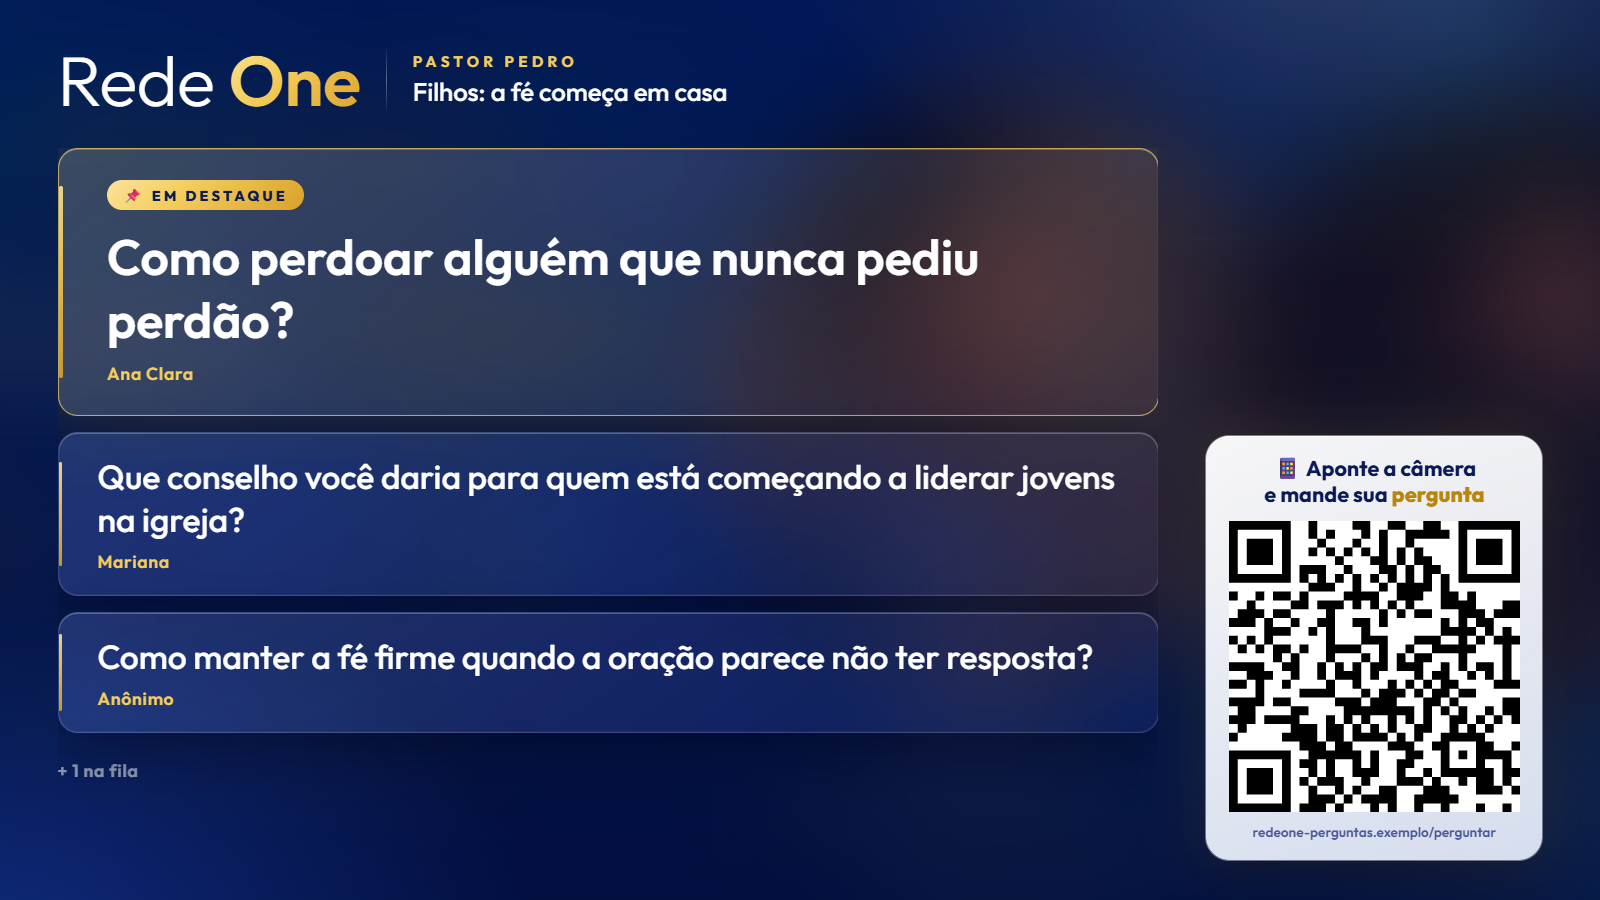 Rede One
PASTOR PEDRO
Filhos: a fé começa em casa
📌 EM DESTAQUE
Como perdoar alguém que nunca pediu
perdão?
Ana Clara
Que conselho você daria para quem está começando a liderar jovens
na igreja?
Mariana
Como manter a fé firme quando a oração parece não ter resposta?
Anônimo
+ 1 na fila
Aponte a câmera
e mande sua pergunta
redeone-perguntas.exemplo/perguntar